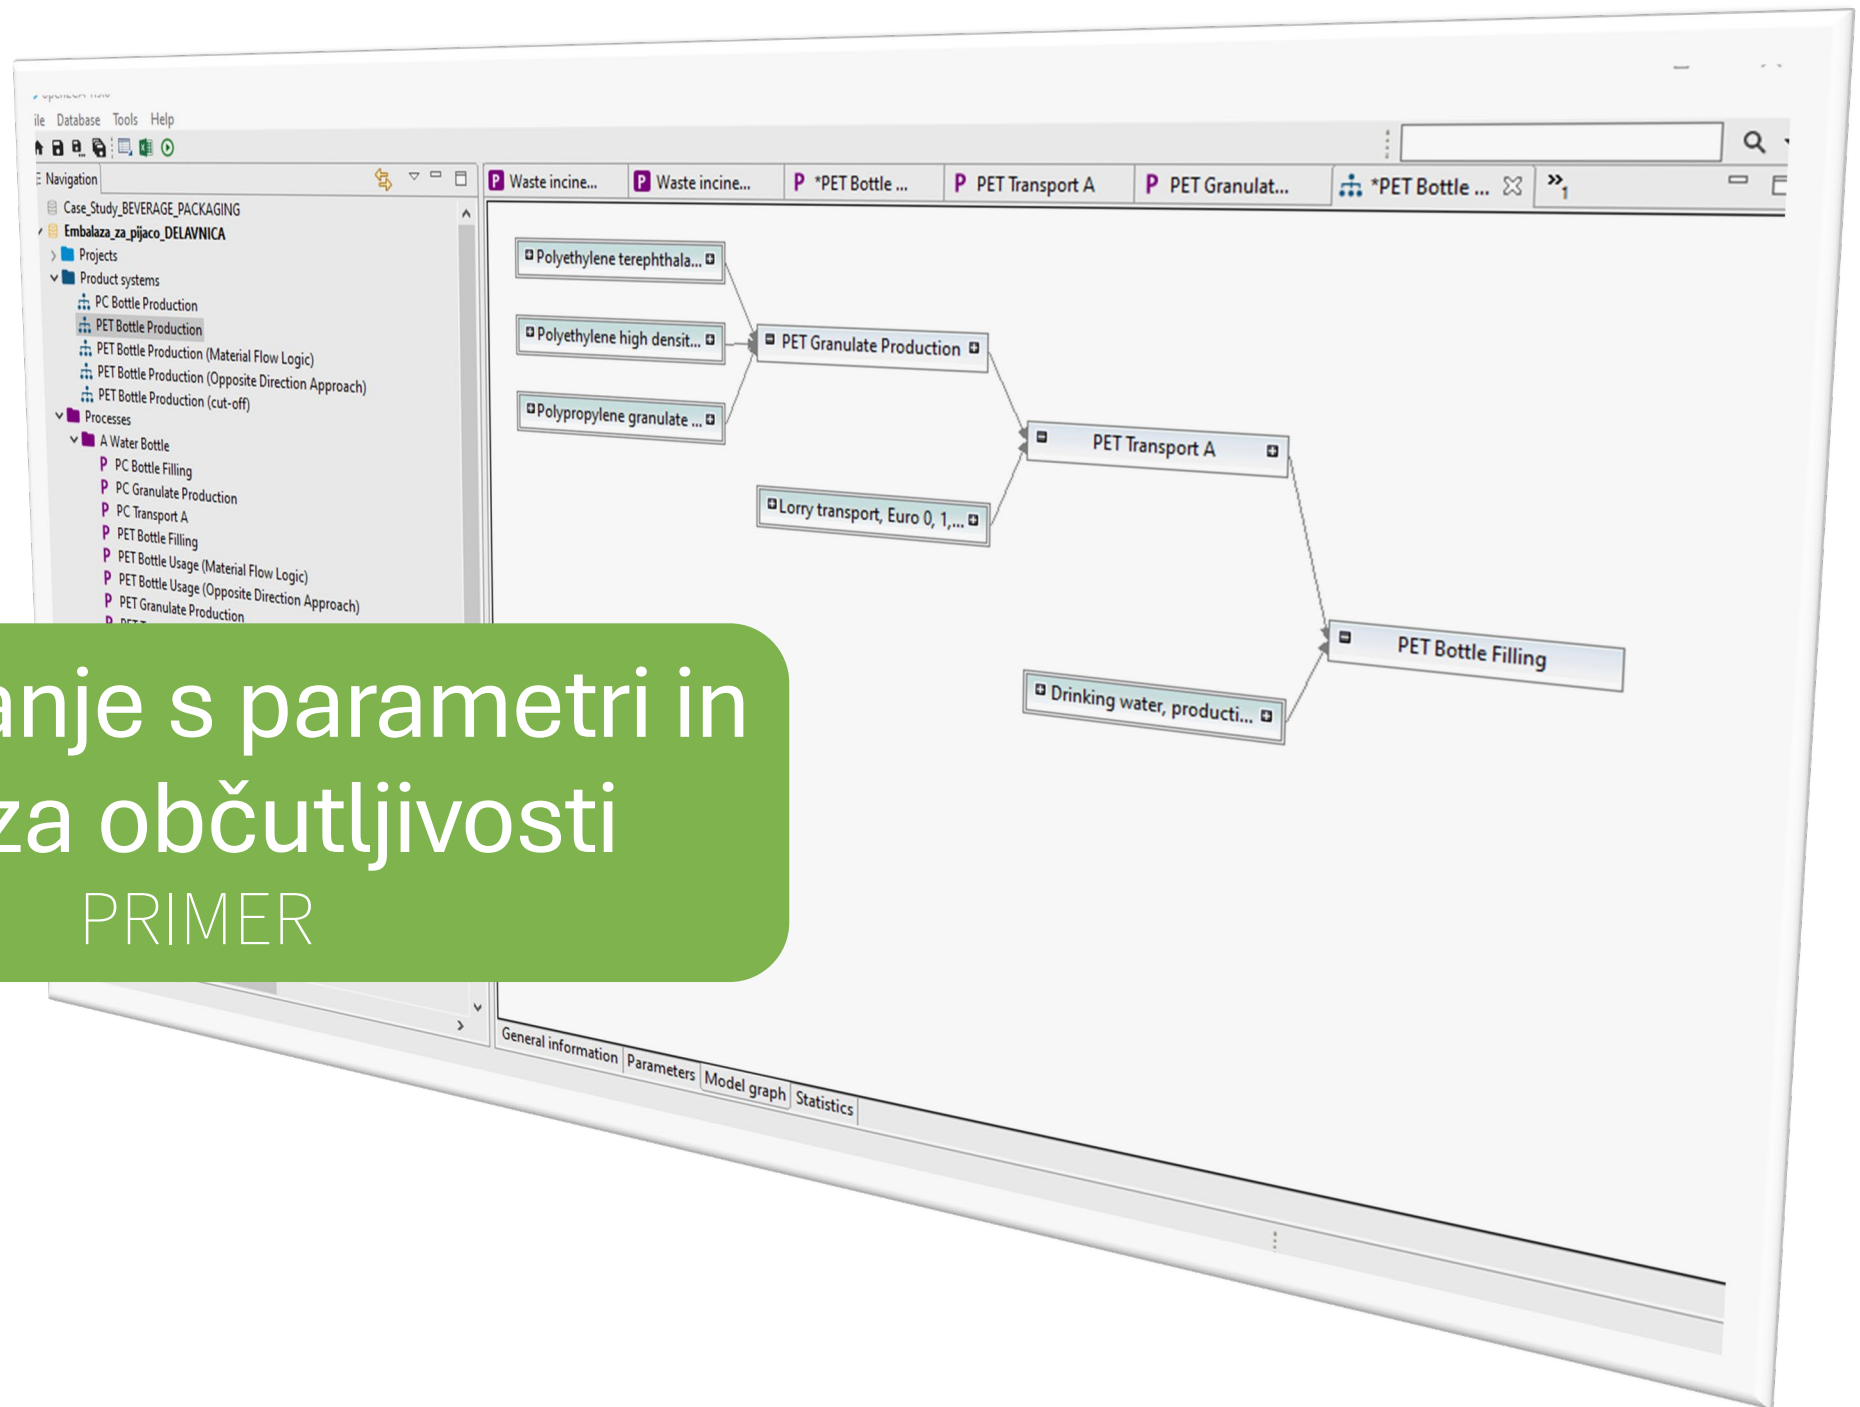 File Database Tools Help
Navigation
Case_Study_BEVERAGE_PACKAGING
Embalaza_za_pijaco_DELAVNICA
Projects
Product systems
PC Bottle Production
PET Bottle Production
PET Bottle Production (Material Flow Logic)
PET Bottle Production (Opposite Direction Approach)
PET Bottle Production (cut-off)
Processes
A Water Bottle
P PC Bottle Filling
P PC Granulate Production
P PC Transport A
P PET Bottle Filling
P PET Bottle Usage (Material Flow Logic)
P PET Bottle Usage (Opposite Direction Approach)
P PET Granulate Production
P Waste incine...
P Waste incine...
P *PET Bottle ...
P PET Transport A
P PET Granulat...
*PET Bottle ...
»1
Polyethylene terephthala...
Polyethylene high densit...
Polypropylene granulate ...
PET Granulate Production
Lorry transport, Euro 0, 1,...
PET Transport A
Drinking water, producti...
PET Bottle Filling
anje s parametri in
za občutljivosti
PRIMER
General information Parameters Model graph Statistics